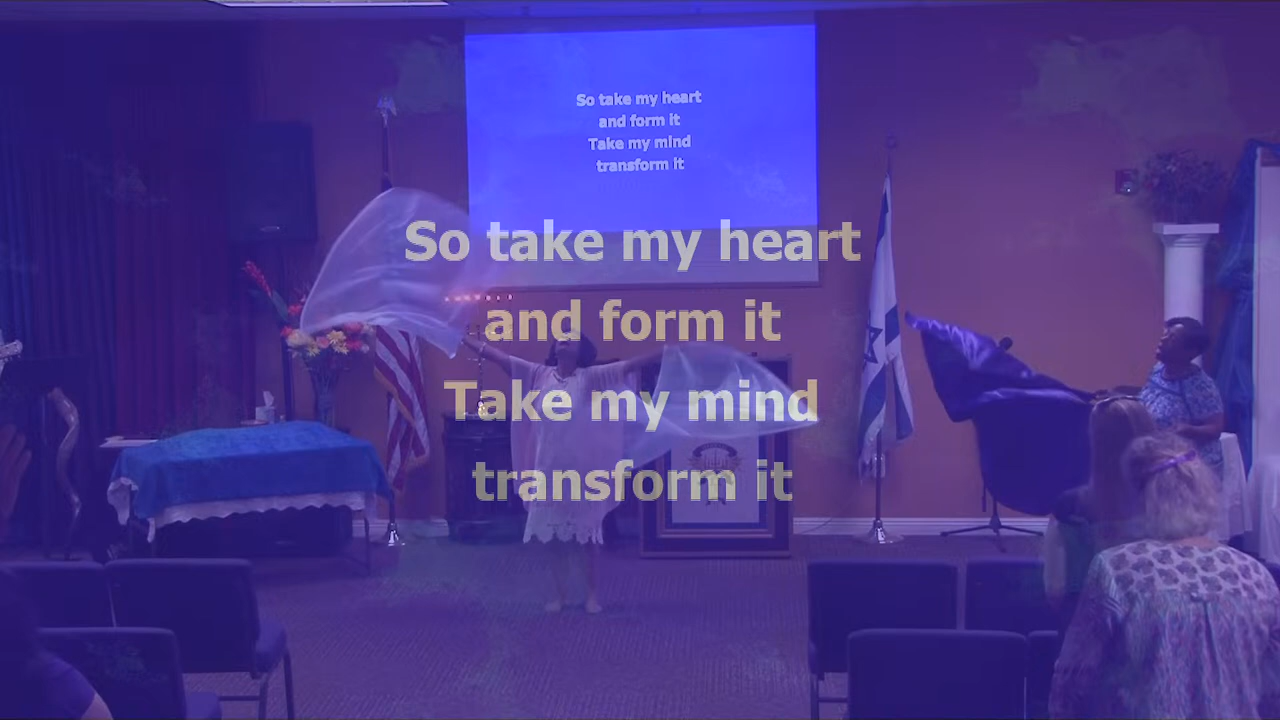 So take my heart
and form it
Take my mind
transform it
So take my heart
and form it
Take my mind
transform it